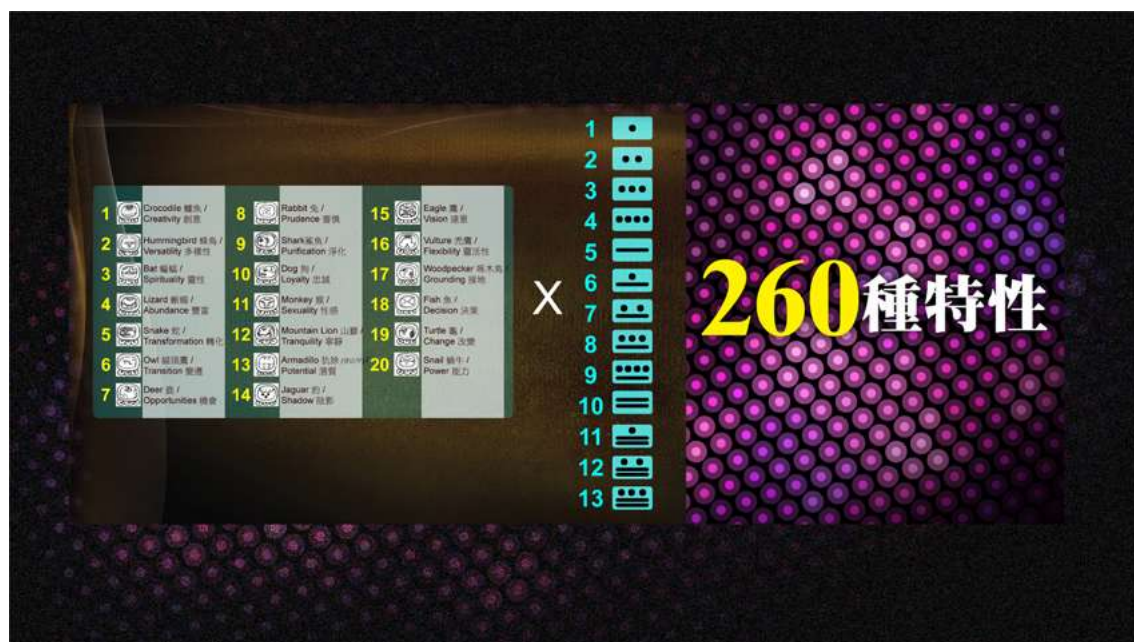 1 Crocodile 鱷魚 /
Creativity 創意
2 Hummingbird 蜂鳥 /
Versatility 多樣性
3 Bat 蝙蝠 /
Spirituality 靈性
4 Lizard 蜥蜴 /
Abundance 豐富
5 Snake 蛇 /
Transformation 轉化
6 Owl 貓頭鷹 /
Transition 變遷
7 Deer 鹿 /
Opportunities 機會
8 Rabbit 兔 /
Prudence 審慎
9 Shark 鯊魚 /
Purification 淨化
10 Dog 狗 /
Loyalty 忠誠
11 Monkey 猴 /
Sexuality 性感
12 Mountain Lion 山獅 /
Tranquility 寧靜
13 Armadillo
Potential 潛質
14 Jaguar 豹 /
Shadow 陰影
15 Eagle 鷹 /
Vision 遠景
16 Vulture 禿鷹 /
Flexibility 靈活性
17 Woodpecker 啄木鳥 /
Grounding 接地
18 Fish 魚 /
Decision 決策
19 Turtle 龜 /
Change 改變
20 Snail 蝸牛 /
Power 能力
X
1
2
3
4
5
6
7
8
9
10
11
12
13
260種特性